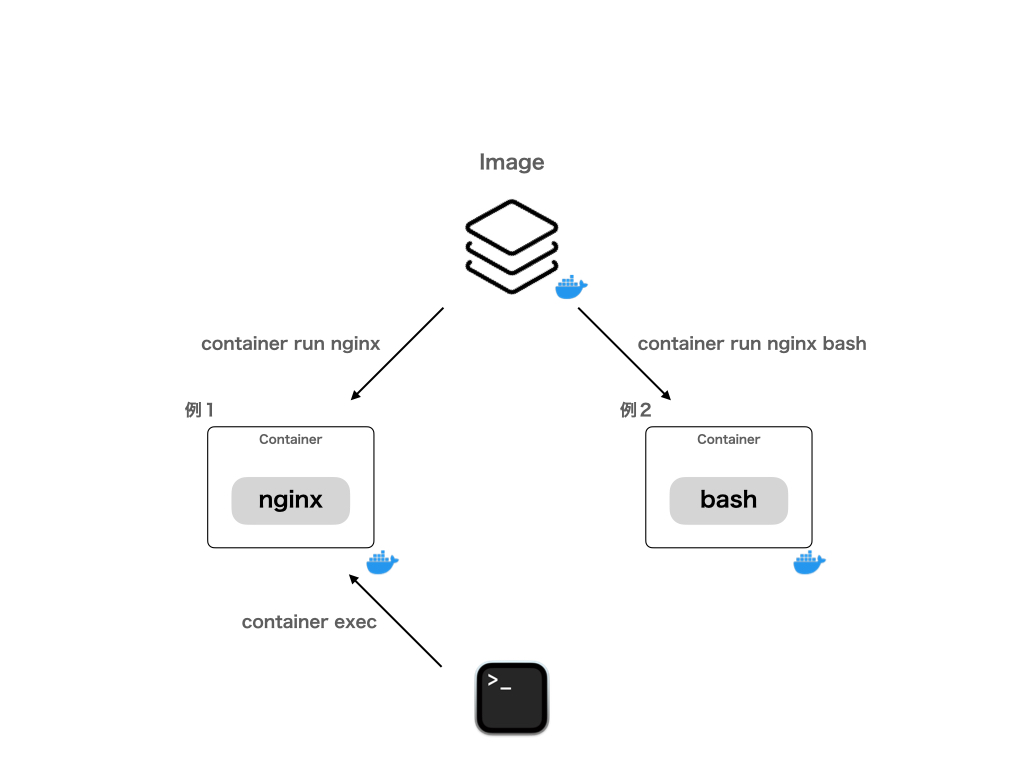 Image
container run nginx
container run nginx bash
例1
例2
Container
Container
nginx
bash
container exec
>_